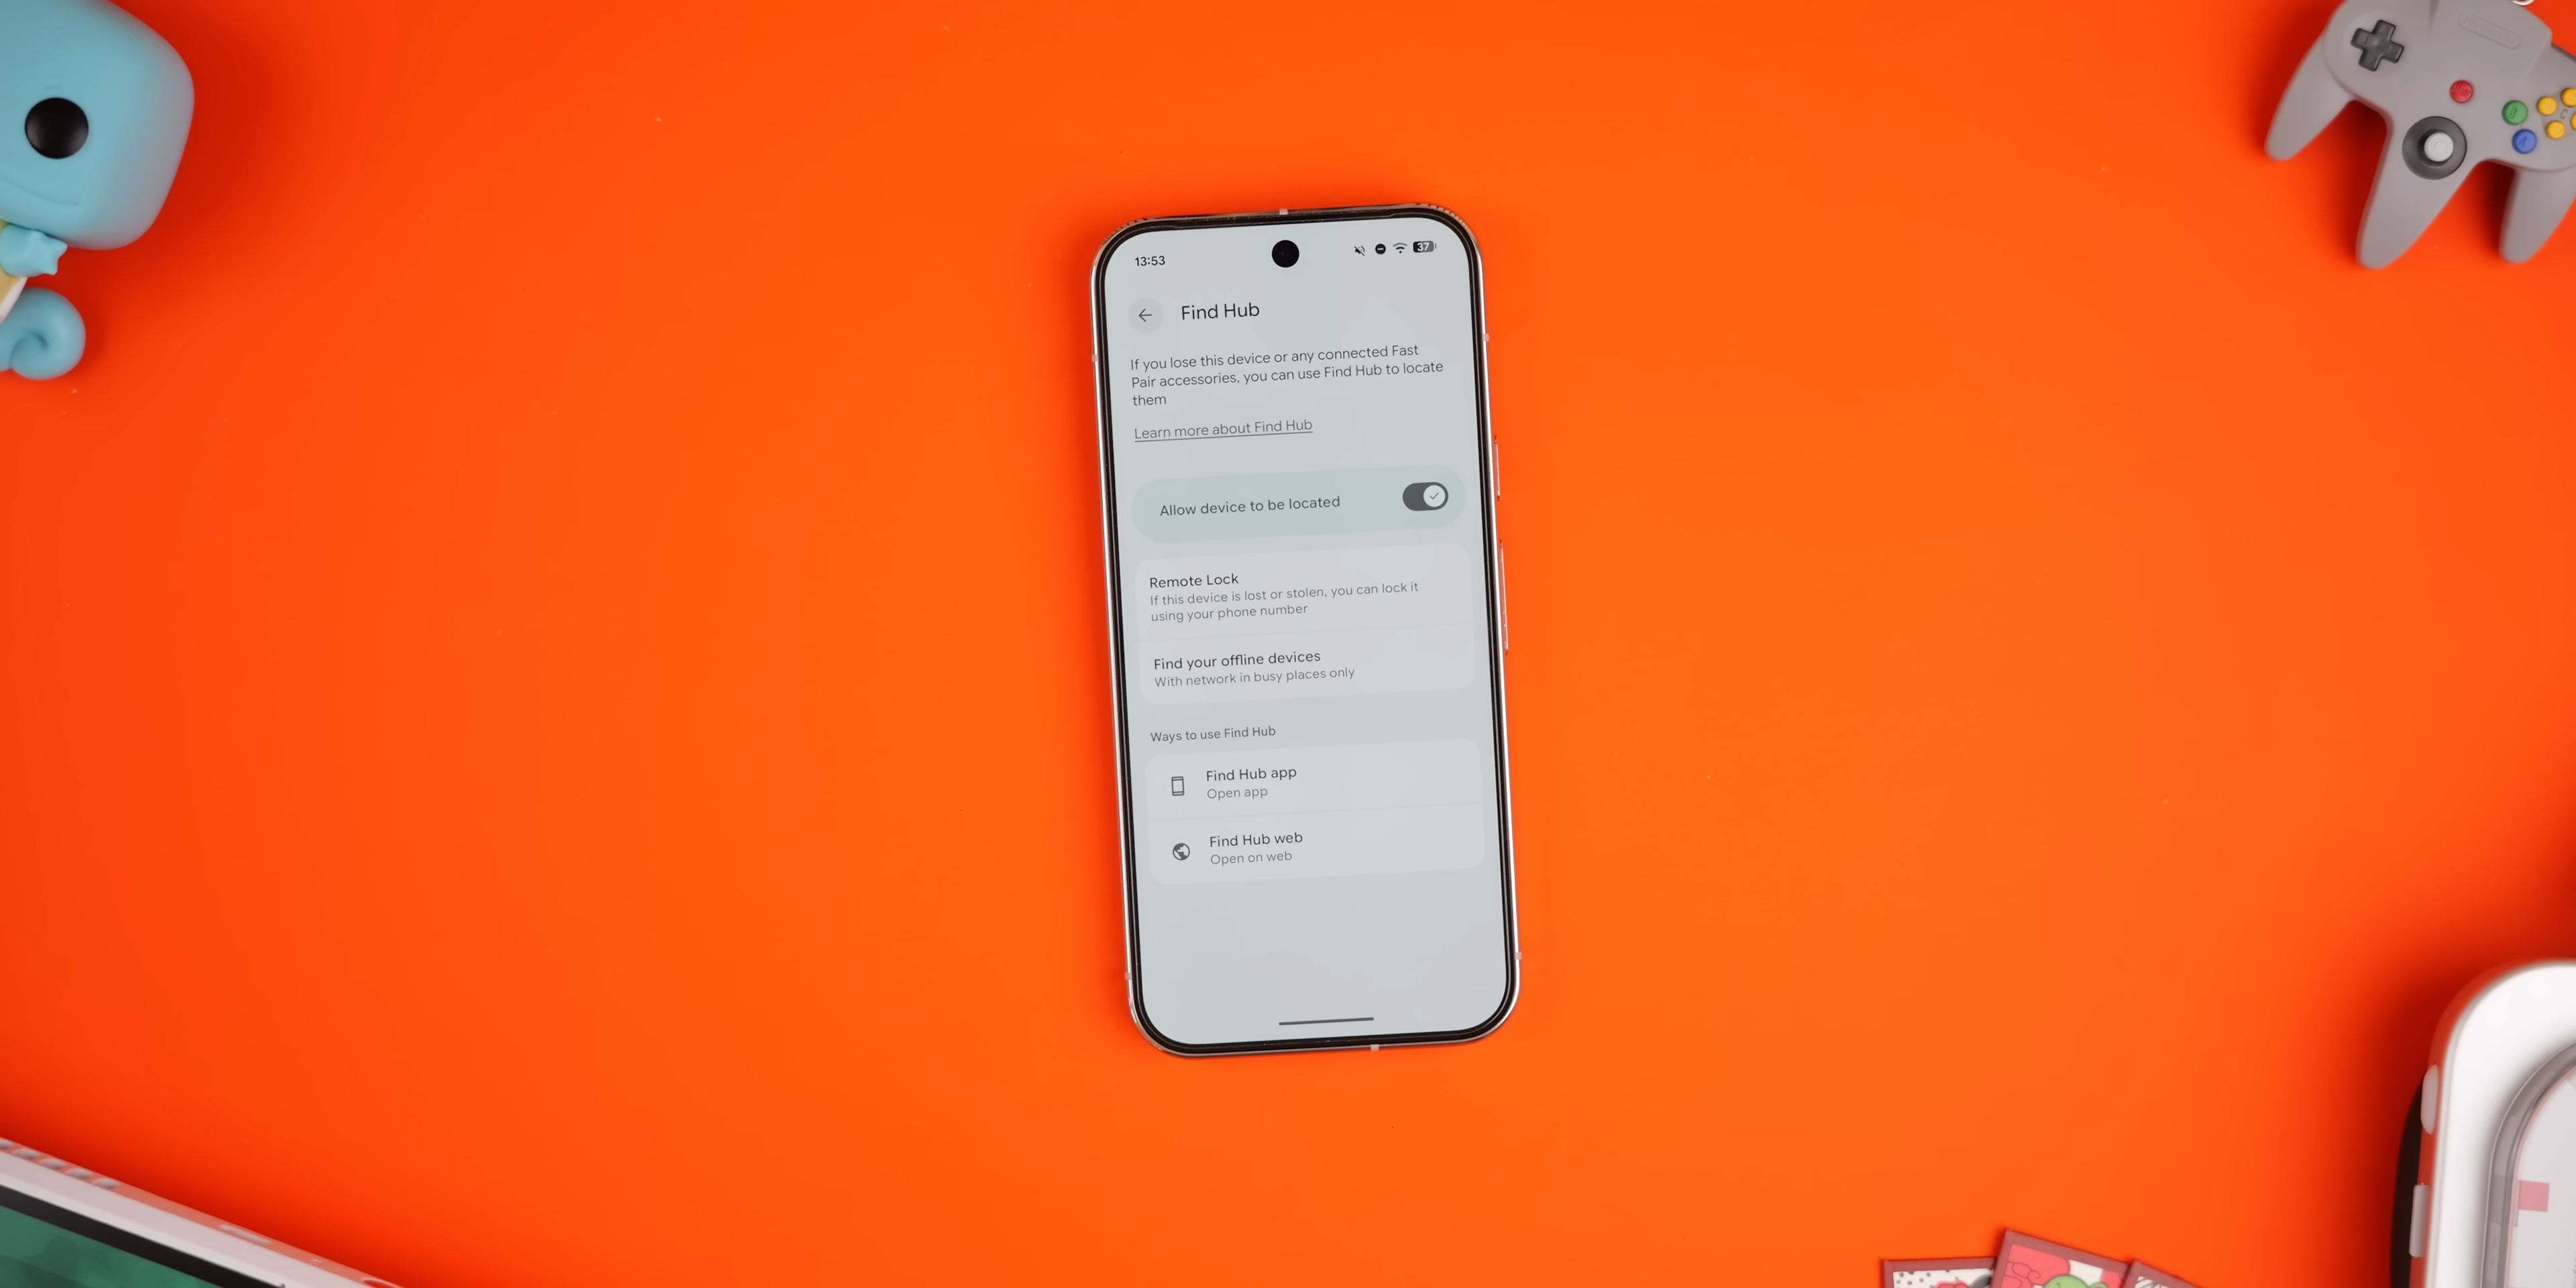 13:53
37
Find Hub
If you lose this device or any connected Fast
Pair accessories, you can use Find Hub to locate
them
Learn more about Find Hub
Allow device to be located
Remote Lock
If this device is lost or stolen, you can lock it
using your phone number
Find your offline devices
With network in busy places only
Ways to use Find Hub
Find Hub app
Open app
Find Hub web
Open on web